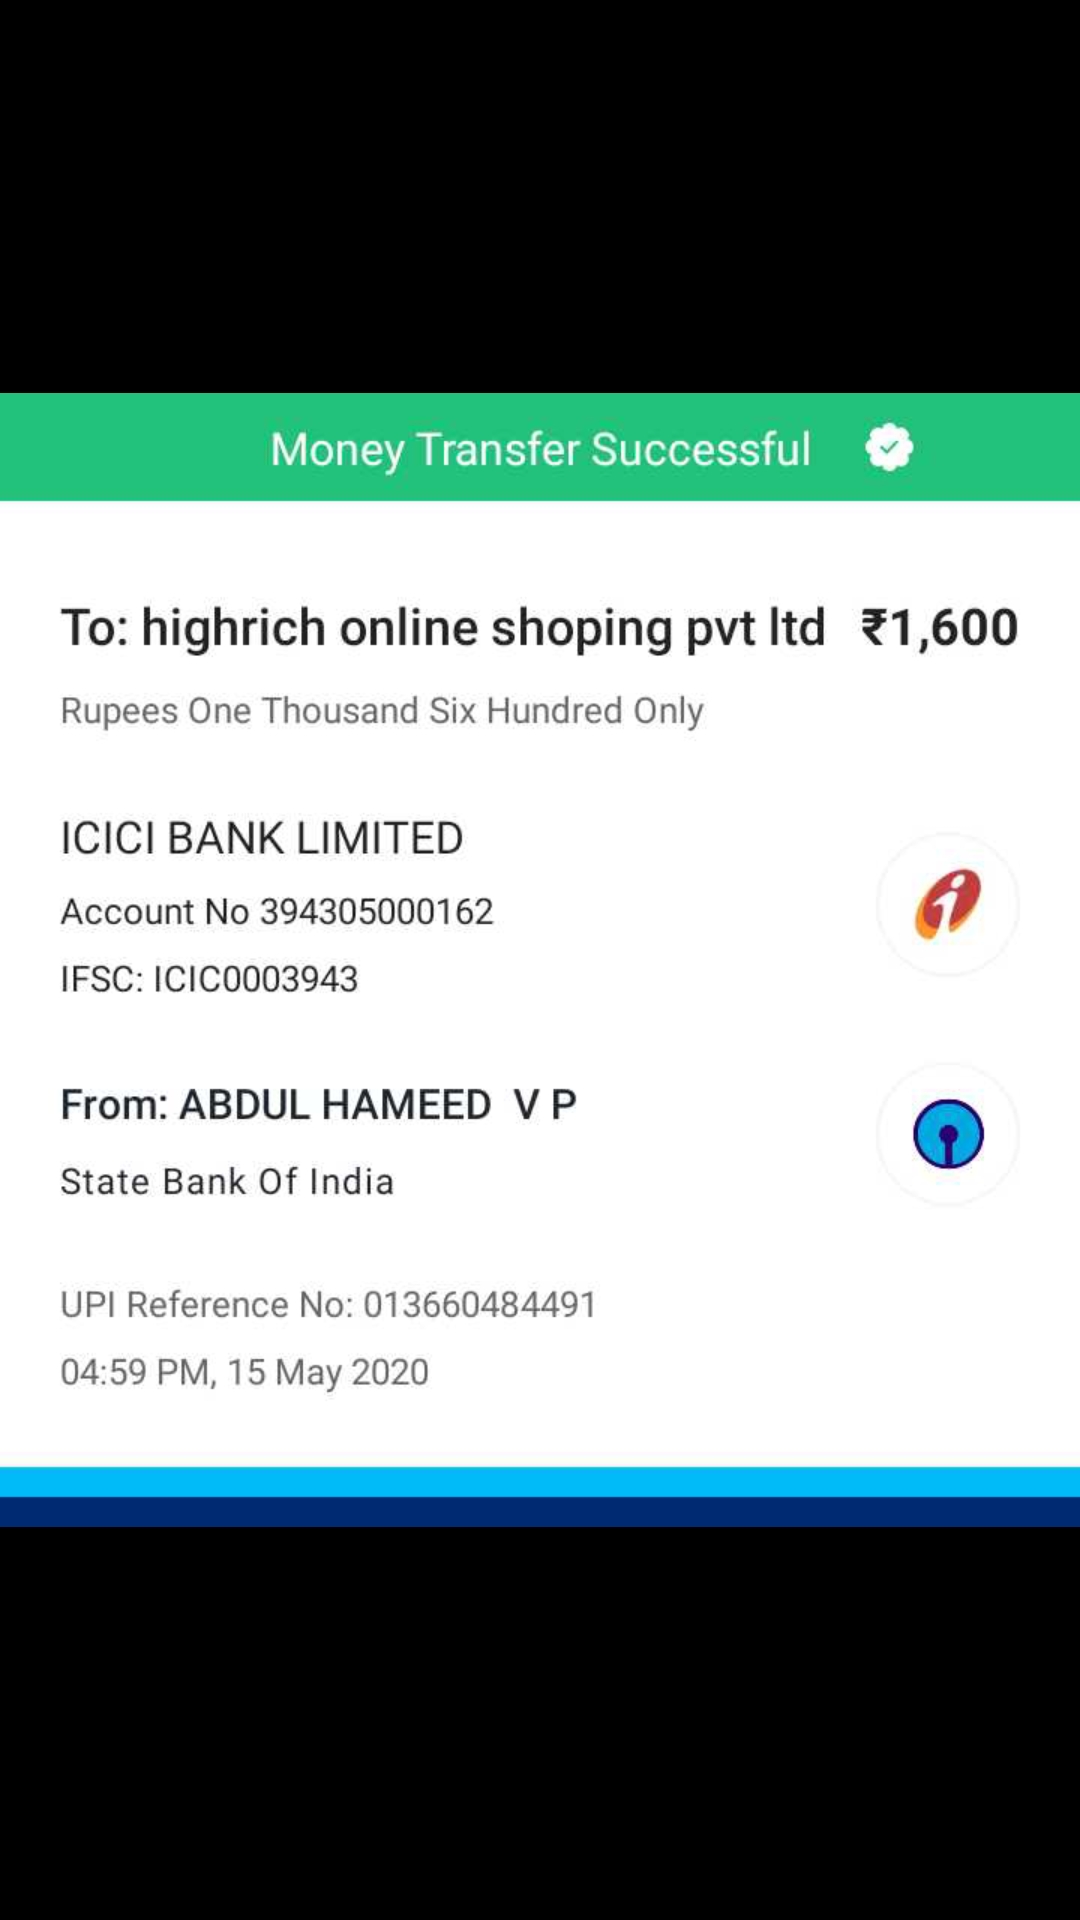 Money Transfer Successful
To: highrich online shoping pvt ltd ₹1,600
Rupees One Thousand Six Hundred Only
ICICI BANK LIMITED
Account No 394305000162
IFSC: ICIC0003943
From: ABDUL HAMEED V P
State Bank Of India
UPI Reference No: 013660484491
04:59 PM, 15 May 2020